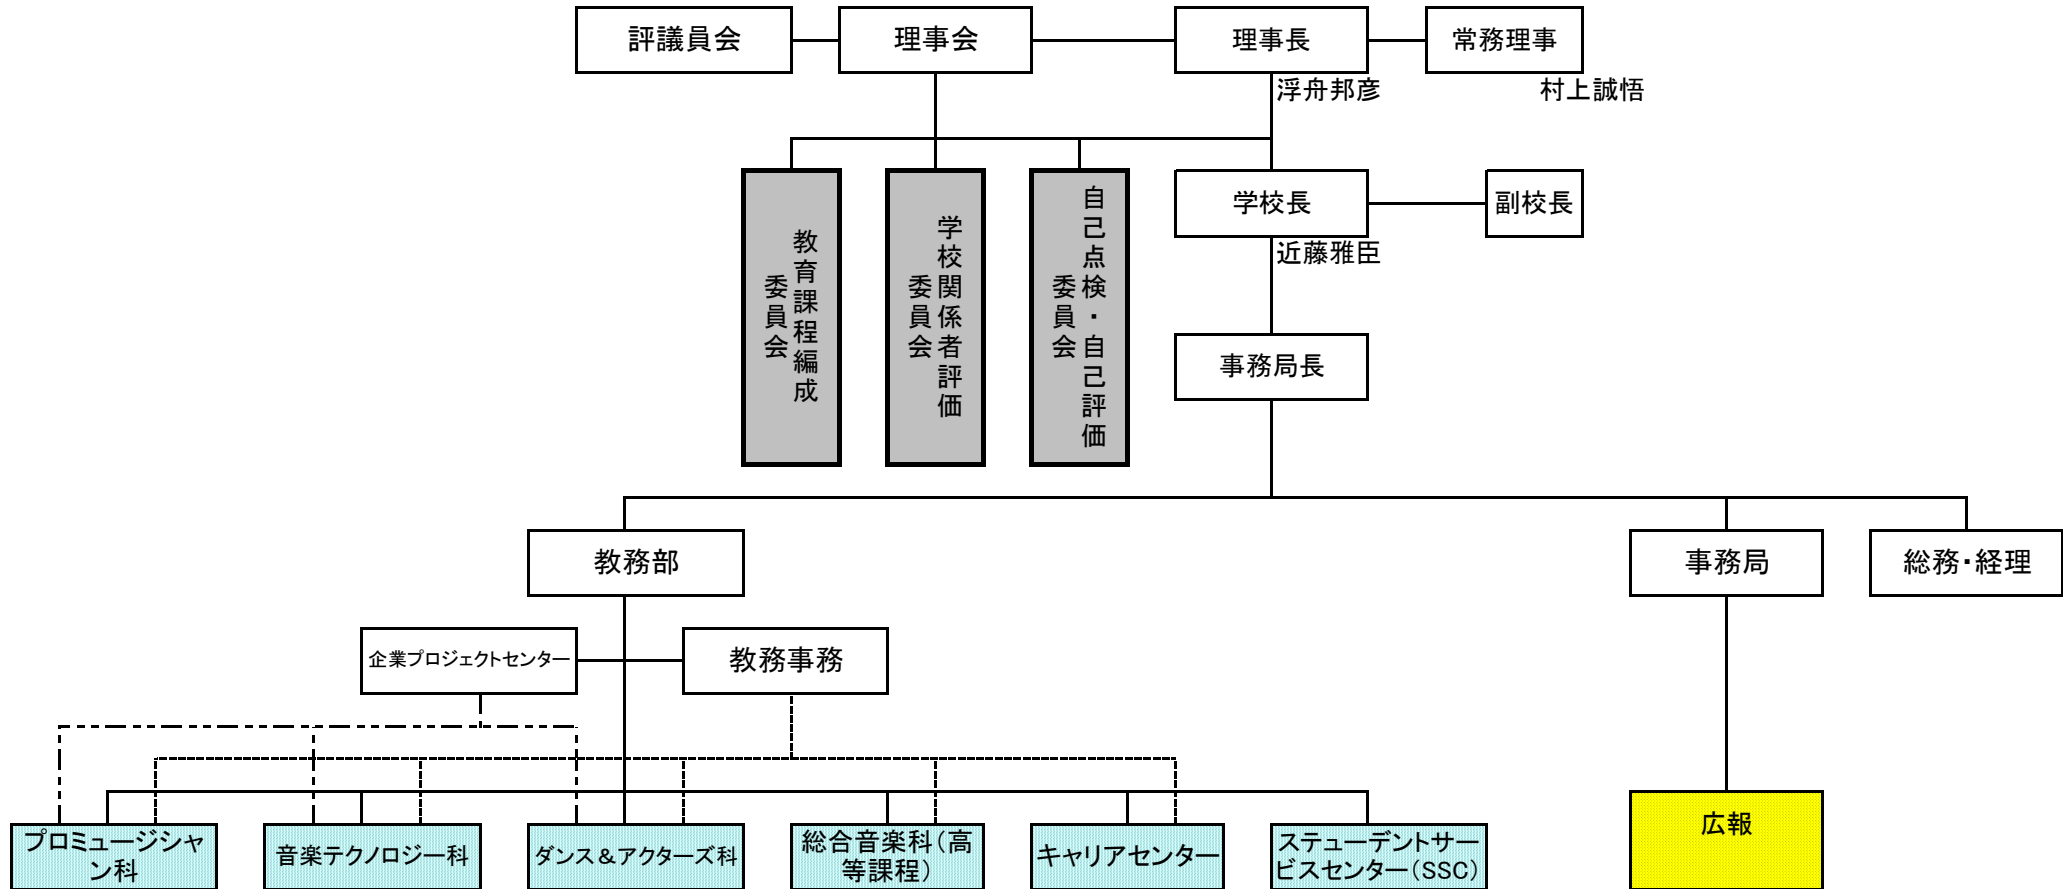 評議員会
理事会
理事長
常務理事
浮舟邦彦
村上誠悟
教育課程編成
委員会
学校関係者評価
委員会
自己点検・自己評価
委員会
学校長
副校長
近藤雅臣
事務局長
教務部
事務局
総務・経理
企業プロジェクトセンター
教務事務
プロミュージシャ
ン科
音楽テクノロジー科
ダンス&アクターズ科
総合音楽科(高
等課程)
キャリアセンター
ステューデントサー
ビスセンター(SSC)
広報